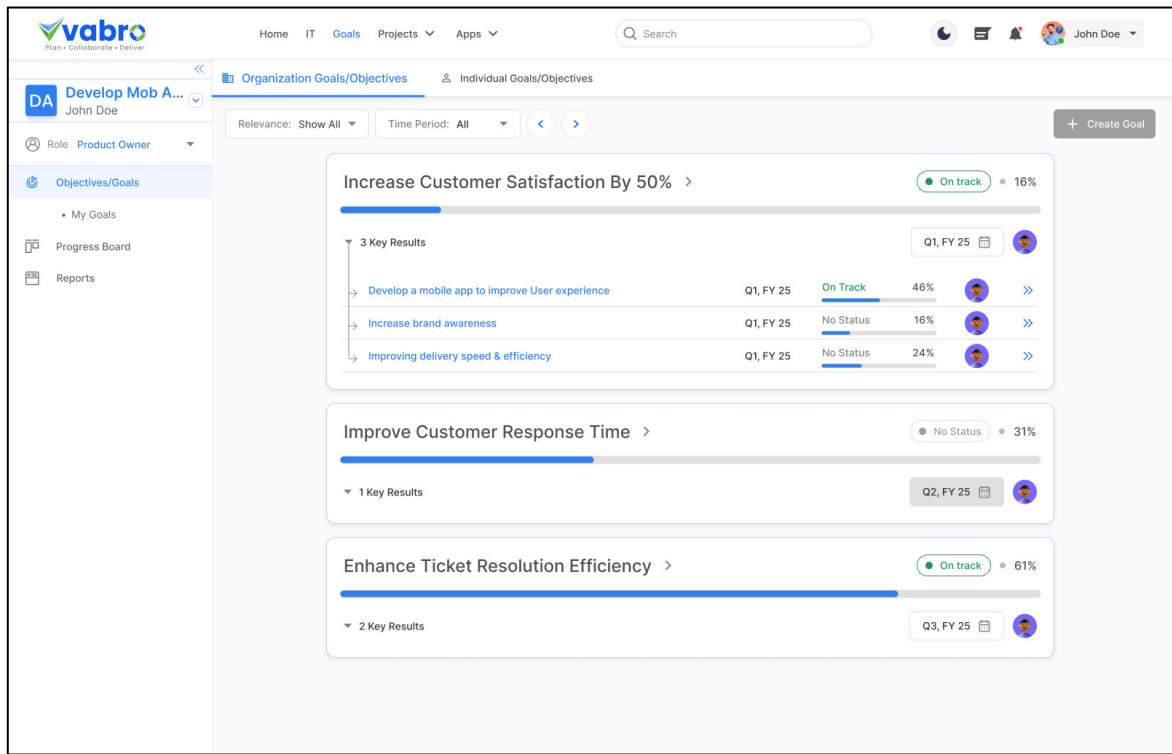 vabro
Plan • Collaborate • Deliver
Home IT Goals Projects Apps Search John Doe
DA Develop Mob A...
John Doe
Role Product Owner
Objectives/Goals
• My Goals
Progress Board
Reports
Organization Goals/Objectives Individual Goals/Objectives
Relevance: Show All Time Period: All + Create Goal
Increase Customer Satisfaction By 50% On track 16%
3 Key Results Q1, FY 25
Develop a mobile app to improve User experience Q1, FY 25 On Track 46%
Increase brand awareness Q1, FY 25 No Status 16%
Improving delivery speed & efficiency Q1, FY 25 No Status 24%
Improve Customer Response Time No Status 31%
1 Key Results Q2, FY 25
Enhance Ticket Resolution Efficiency On track 61%
2 Key Results Q3, FY 25